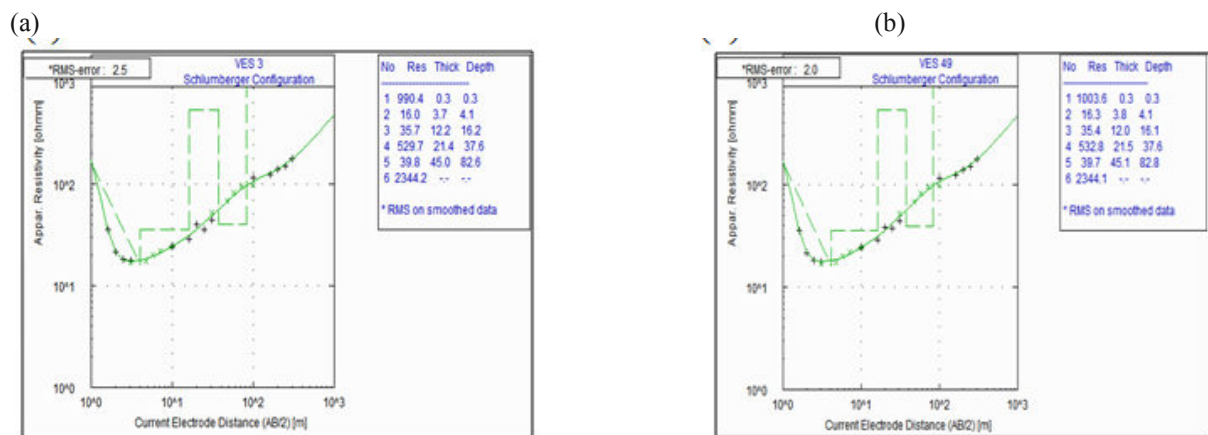 (a)
(b)
*RMS-error : 2.5
VES 3
Schlumberger Configuration
10^3
10^2
10^1
10^0
Appar. Resistivity [ohmm]
10^0 10^1 10^2 10^3
Current Electrode Distance (AB/2) [m]
No Res Thick Depth
1 990.4 0.3 0.3
2 16.0 3.7 4.1
3 35.7 12.2 16.2
4 529.7 21.4 37.6
5 39.8 45.0 82.6
6 2344.2 -.- -.-
* RMS on smoothed data
*RMS-error : 2.0
VES 49
Schlumberger Configuration
10^3
10^2
10^1
10^0
Appar. Resistivity [ohmm]
10^0 10^1 10^2 10^3
Current Electrode Distance (AB/2) [m]
No Res Thick Depth
1 1003.6 0.3 0.3
2 16.3 3.8 4.1
3 35.4 12.0 16.1
4 532.8 21.5 37.6
5 39.7 45.1 82.8
6 2344.1 -.- -.-
* RMS on smoothed data